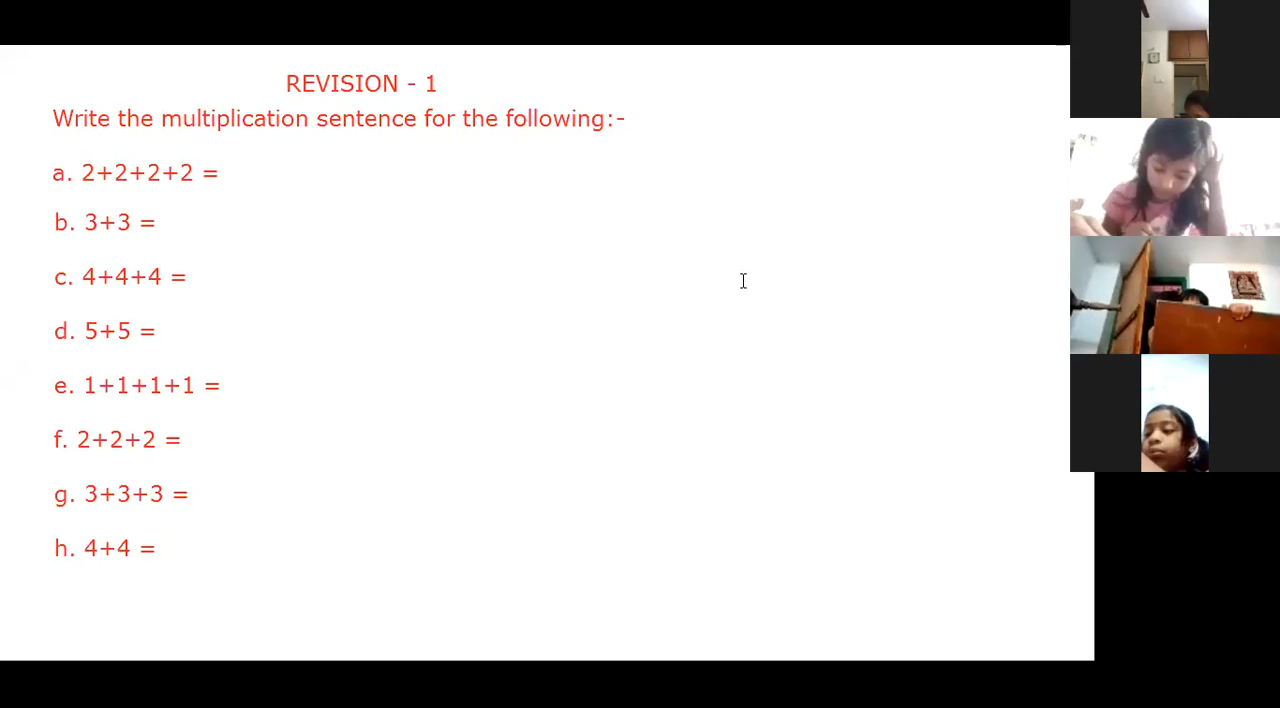 REVISION - 1
Write the multiplication sentence for the following:-
a. 2+2+2+2 =
b. 3+3 =
c. 4+4+4 =
d. 5+5 =
e. 1+1+1+1 =
f. 2+2+2 =
g. 3+3+3 =
h. 4+4 =